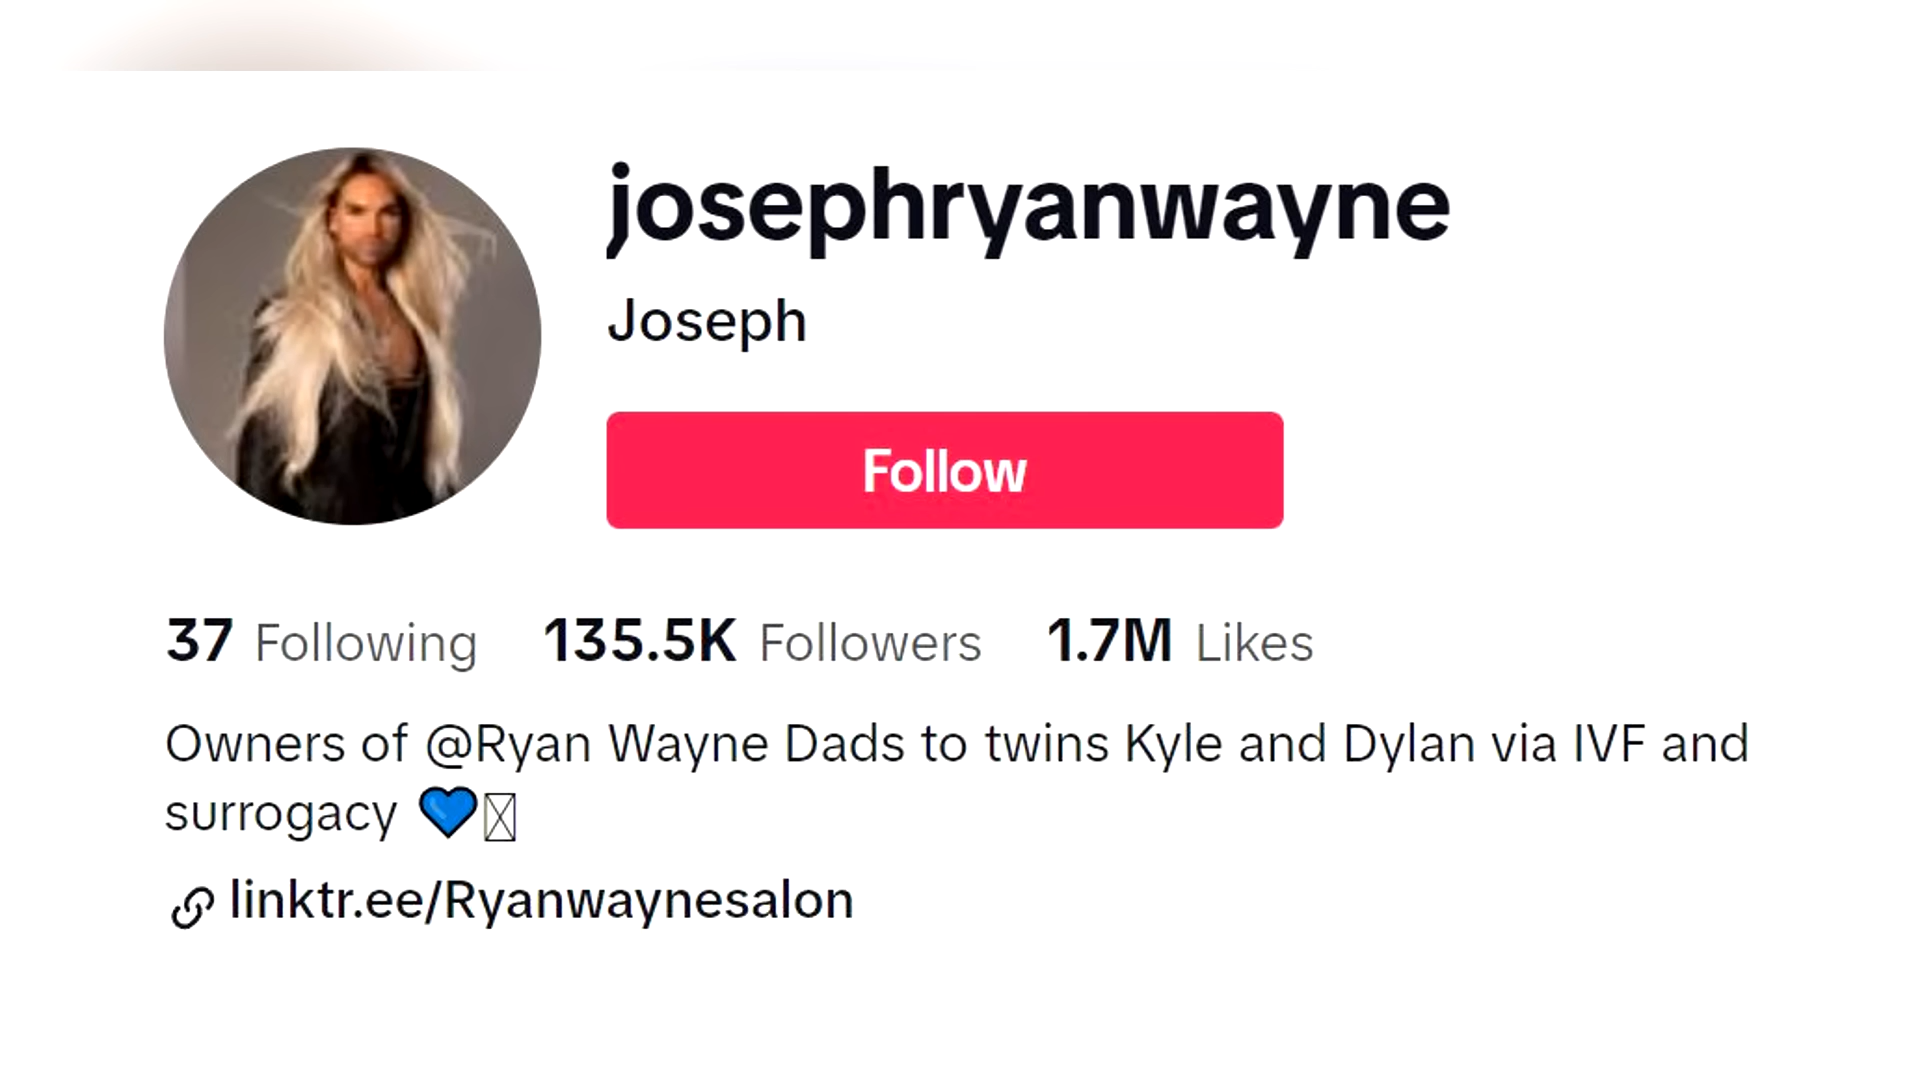 josephryanwayne
Joseph
Follow
37 Following 135.5K Followers 1.7M Likes
Owners of @Ryan Wayne Dads to twins Kyle and Dylan via IVF and
surrogacy 💙
linktr.ee/Ryanwaynesalon